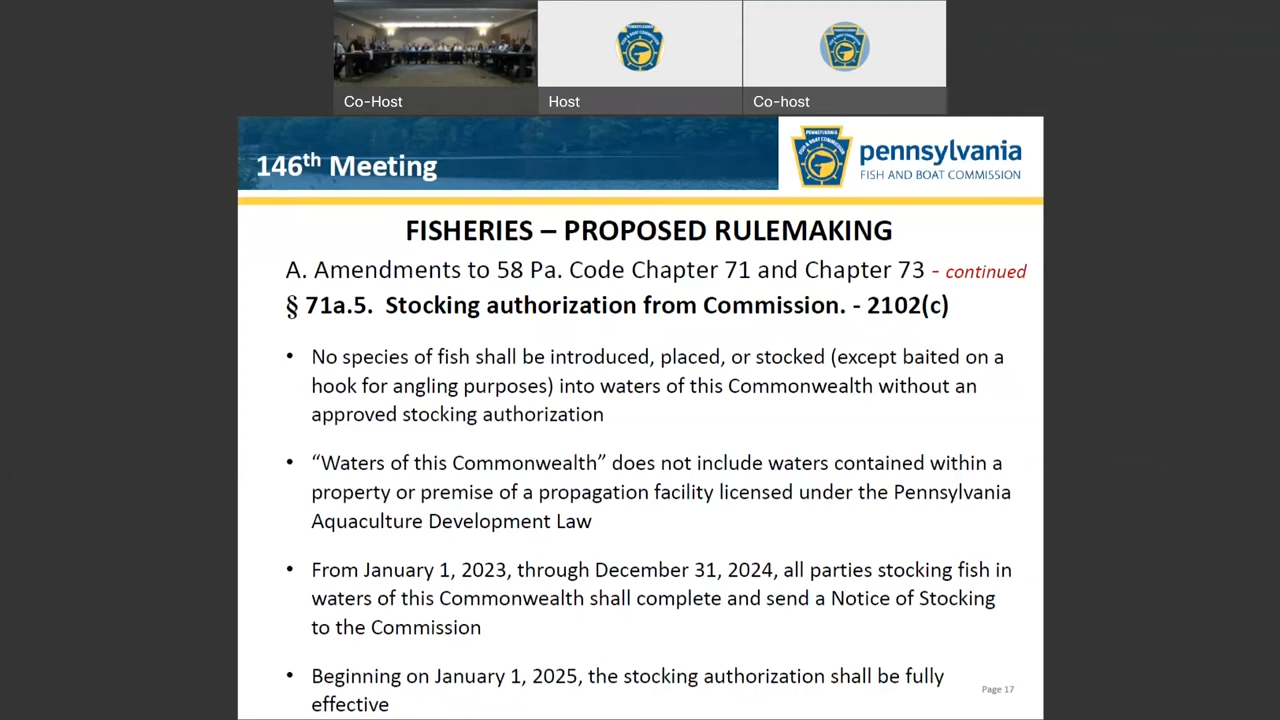 Co-Host
Host
Co-host
146th Meeting
pennsylvania
FISH AND BOAT COMMISSION
FISHERIES – PROPOSED RULEMAKING
A. Amendments to 58 Pa. Code Chapter 71 and Chapter 73 - continued
§ 71a.5. Stocking authorization from Commission. - 2102(c)
• No species of fish shall be introduced, placed, or stocked (except baited on a
hook for angling purposes) into waters of this Commonwealth without an
approved stocking authorization
• “Waters of this Commonwealth” does not include waters contained within a
property or premise of a propagation facility licensed under the Pennsylvania
Aquaculture Development Law
• From January 1, 2023, through December 31, 2024, all parties stocking fish in
waters of this Commonwealth shall complete and send a Notice of Stocking
to the Commission
• Beginning on January 1, 2025, the stocking authorization shall be fully
effective
Page 17